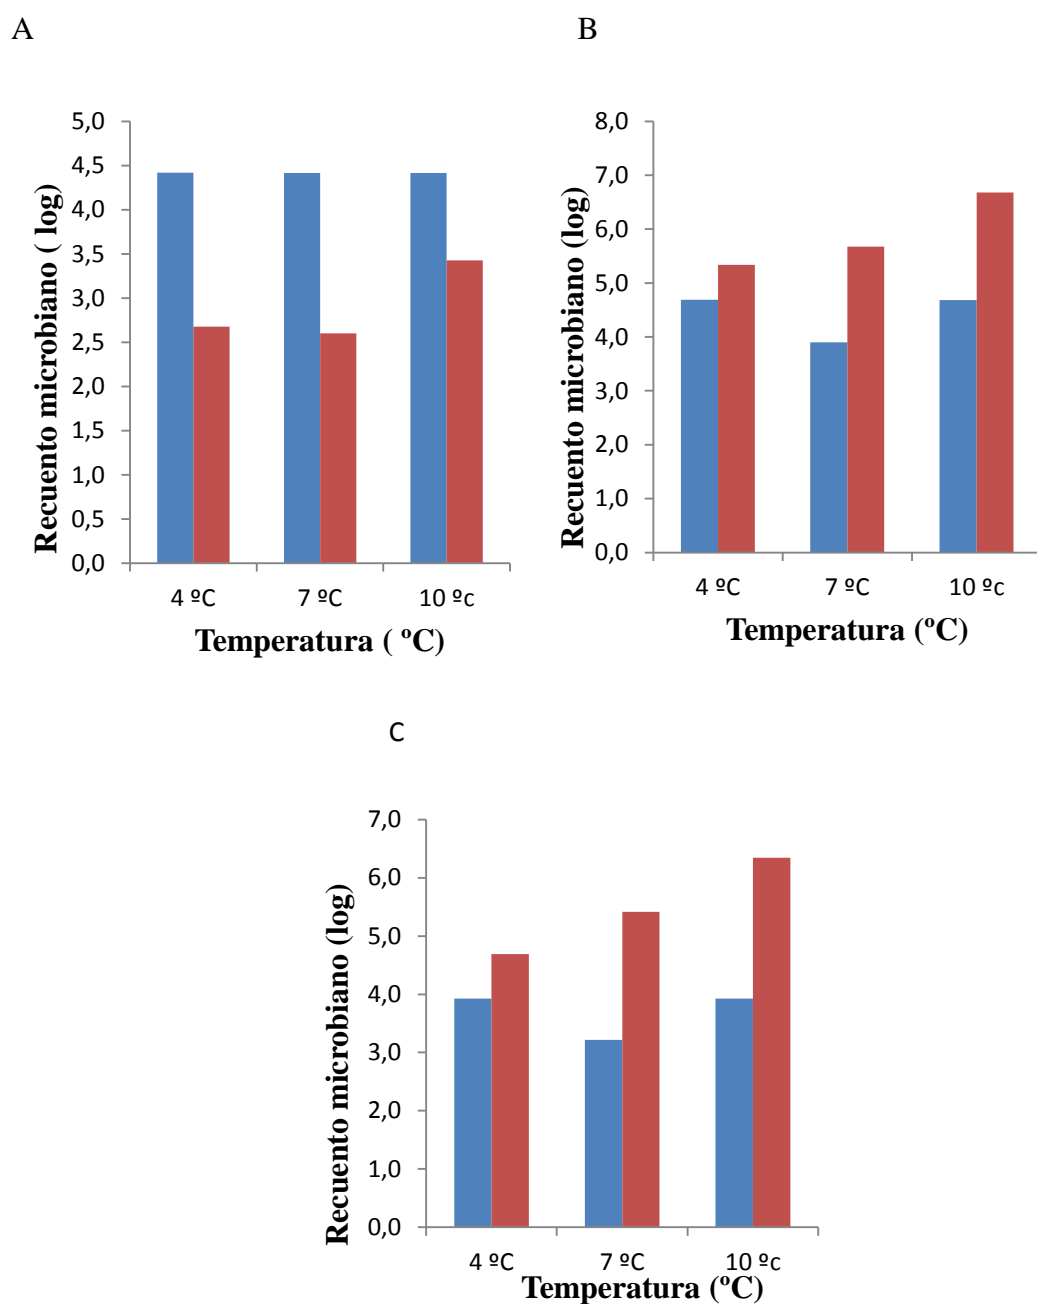 A
B
5,0
4,5
4,0
3,5
3,0
2,5
2,0
1,5
1,0
0,5
0,0
Recuento microbiano ( log)
4 ºC 7 ºC 10 ºc
Temperatura ( ºC)
8,0
7,0
6,0
5,0
4,0
3,0
2,0
1,0
0,0
Recuento microbiano (log)
4 ºC 7 ºC 10 ºc
Temperatura (ºC)
C
7,0
6,0
5,0
4,0
3,0
2,0
1,0
0,0
Recuento microbiano (log)
4 ºC 7 ºC 10 ºc
Temperatura (ºC)